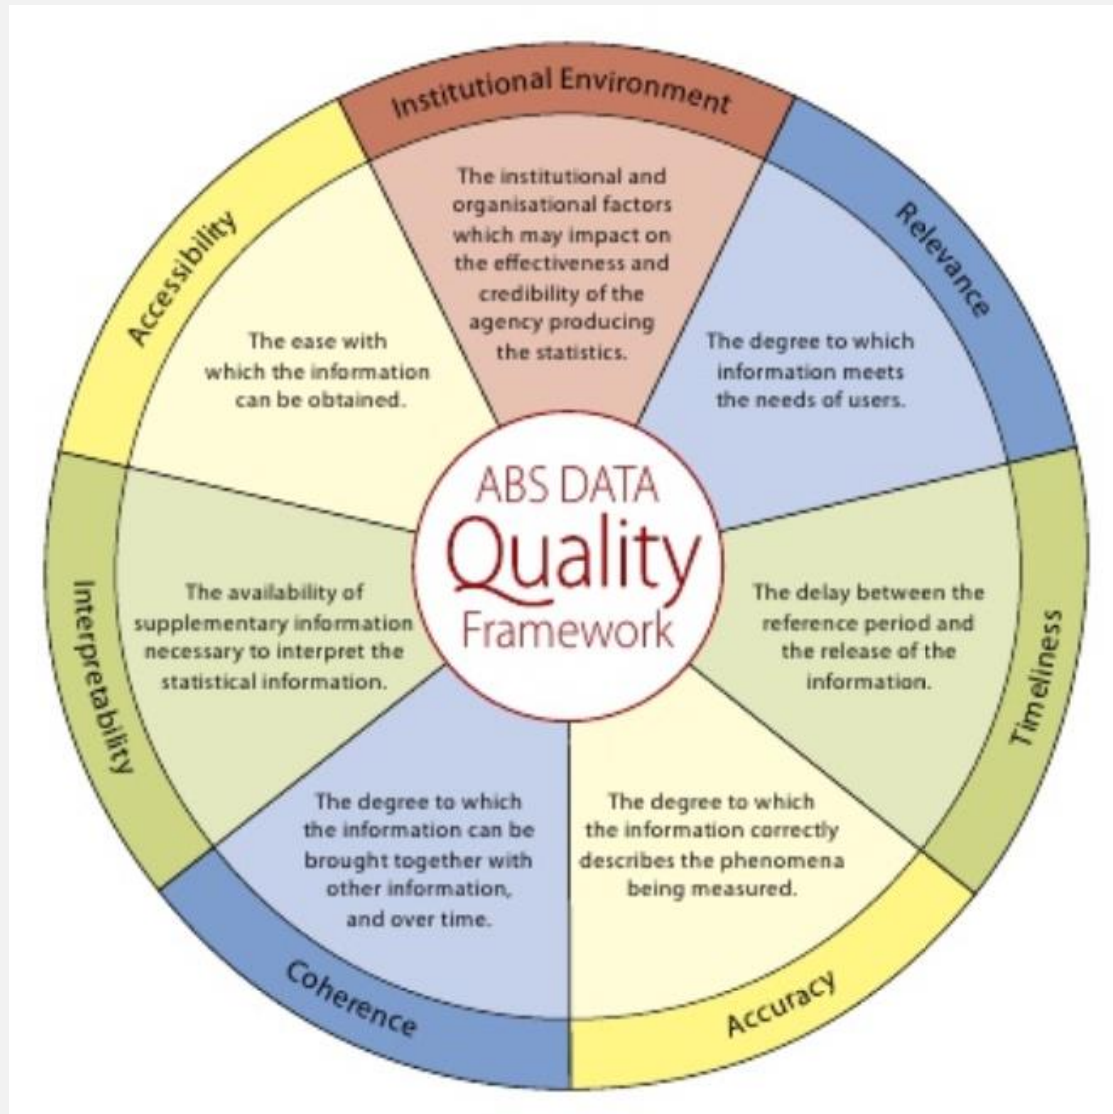 Institutional Environment
The institutional and
organisational factors
which may impact on
the effectiveness and
credibility of the
agency producing
the statistics.
Relevance
The degree to which
information meets
the needs of users.
Timeliness
The delay between the
reference period and
the release of the
information.
Accuracy
The degree to which
the information correctly
describes the phenomena
being measured.
Coherence
The degree to which
the information can be
brought together with
other information,
and over time.
Interpretability
The availability of
supplementary information
necessary to interpret the
statistical information.
Accessibility
The ease with
which the information
can be obtained.
ABS DATA
Quality
Framework